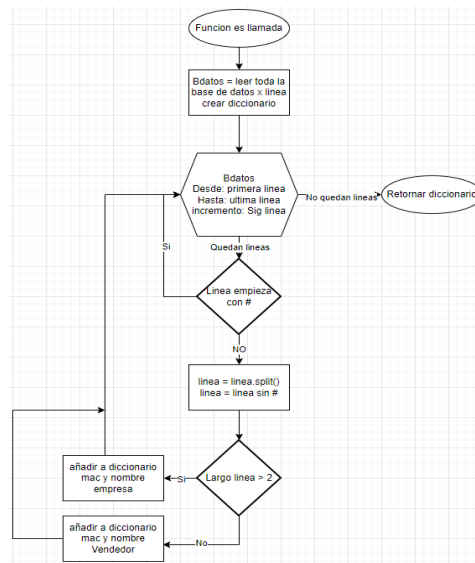 Funcion es llamada
Bdatos = leer toda la
base de datos x linea
crear diccionario
Bdatos
Desde: primera linea
Hasta: ultima linea
incremento: Sig linea
No quedan lineas
Retornar diccionario
Si
Quedan lineas
Linea empieza
con #
NO
linea = linea.split()
linea = linea sin #
Largo linea > 2
Si
añadir a diccionario
mac y nombre
empresa
No
añadir a diccionario
mac y nombre
Vendedor